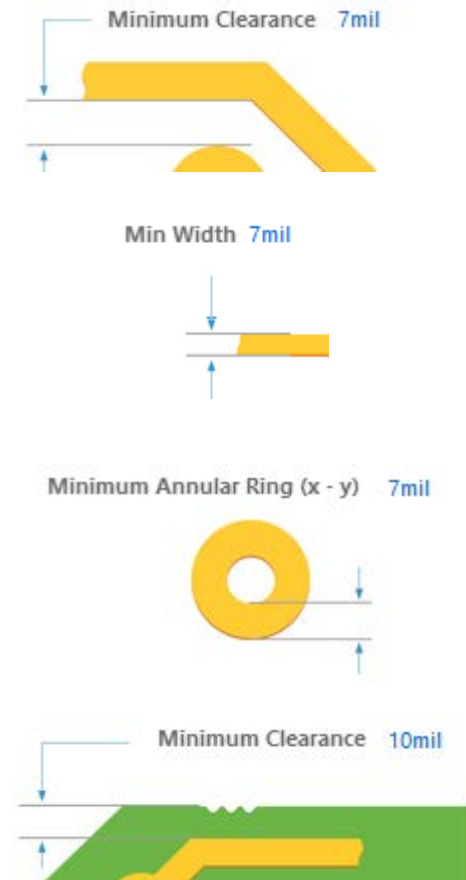 Minimum Clearance 7mil
Min Width 7mil
Minimum Annular Ring (x - y) 7mil
Minimum Clearance 10mil